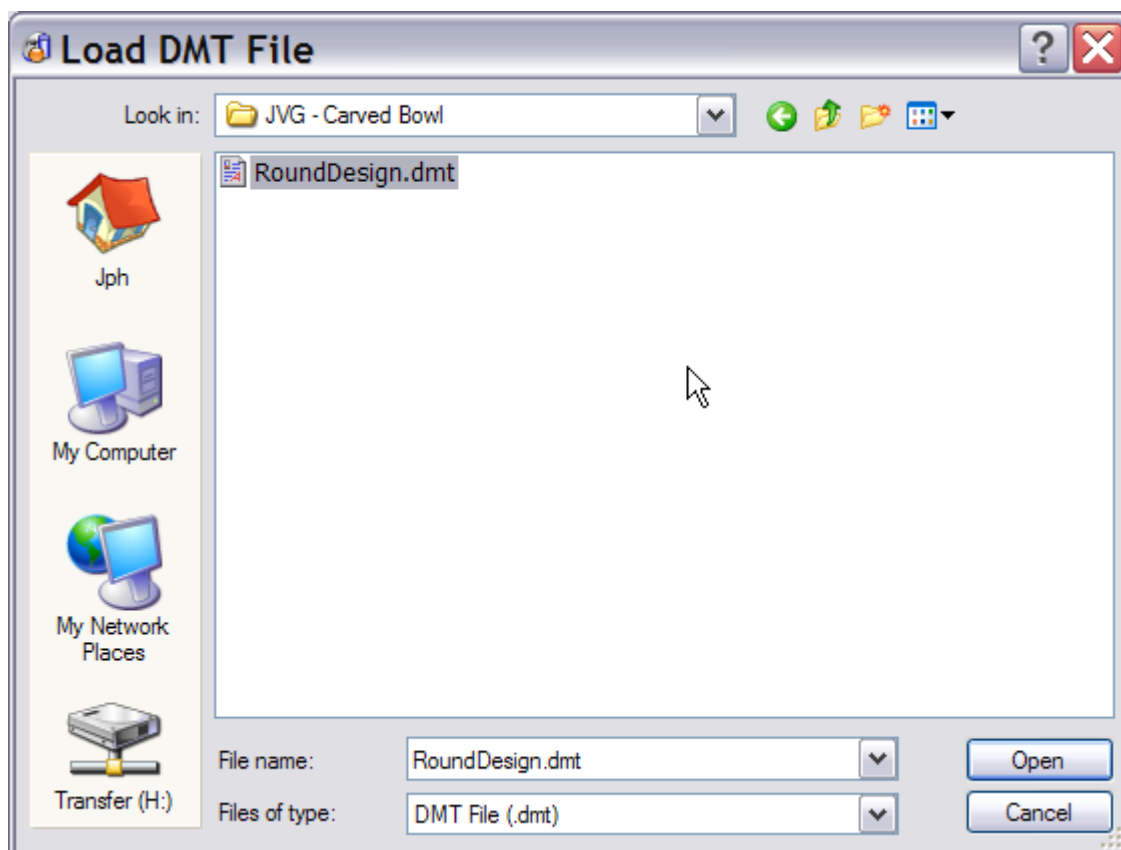 Load DMT File
Look in: JVG - Carved Bowl
RoundDesign.dmt
Jph
My Computer
My Network
Places
Transfer (H:)
File name: RoundDesign.dmt Open
Files of type: DMT File (.dmt) Cancel